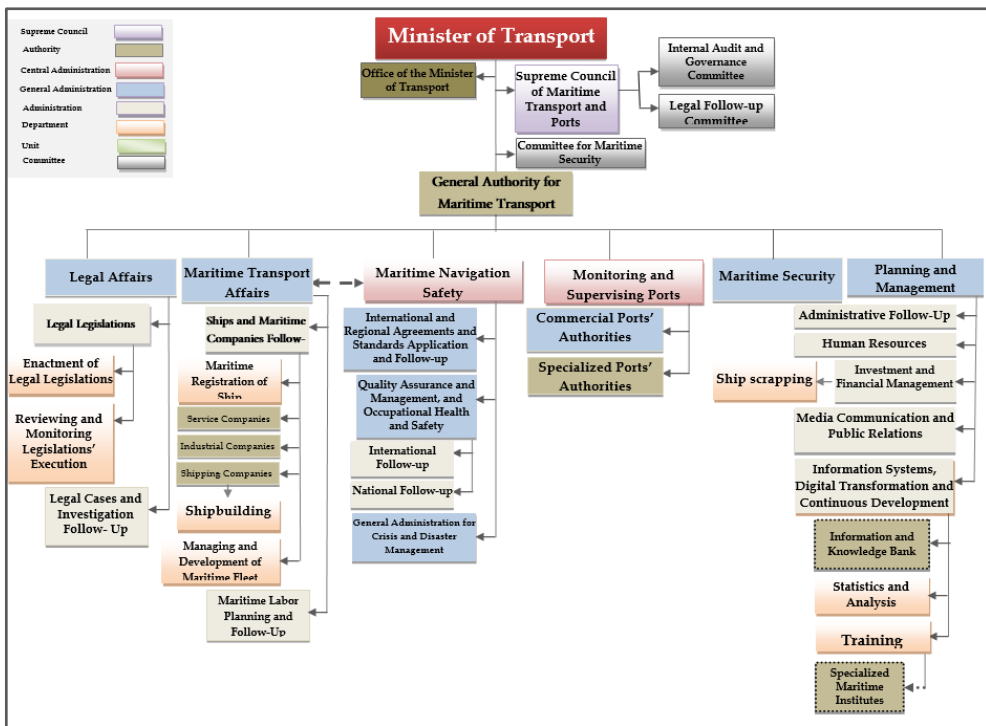 Supreme Council
Authority
Central Administration
General Administration
Administration
Department
Unit
Committee
Minister of Transport
Office of the Minister
of Transport
Supreme Council
of Maritime
Transport and
Ports
Internal Audit and
Governance
Committee
Legal Follow-up
Committee
Committee for Maritime
Security
General Authority for
Maritime Transport
Legal Affairs
Maritime Transport
Affairs
Maritime Navigation
Safety
Monitoring and
Supervising Ports
Maritime Security
Planning and
Management
Legal Legislations
Enactment of
Legal Legislations
Reviewing and
Monitoring
Legislations'
Execution
Legal Cases and
Investigation
Follow- Up
Ships and Maritime
Companies Follow-
Maritime
Registration of
Ship
Service Companies
Industrial Companies
Shipping Companies
Shipbuilding
Managing and
Development of
Maritime Fleet
Maritime Labor
Planning and
Follow-Up
International and
Regional Agreements and
Standards Application
and Follow-up
Quality Assurance and
Management, and
Occupational Health
and Safety
International
Follow-up
National Follow-up
General Administration for
Crisis and Disaster
Management
Commercial Ports'
Authorities
Specialized Ports'
Authorities
Administrative Follow-Up
Human Resources
Ship scrapping
Investment and
Financial Management
Media Communication and
Public Relations
Information Systems,
Digital Transformation and
Continuous Development
Information and
Knowledge Bank
Statistics and
Analysis
Training
Specialized
Maritime
Institutes